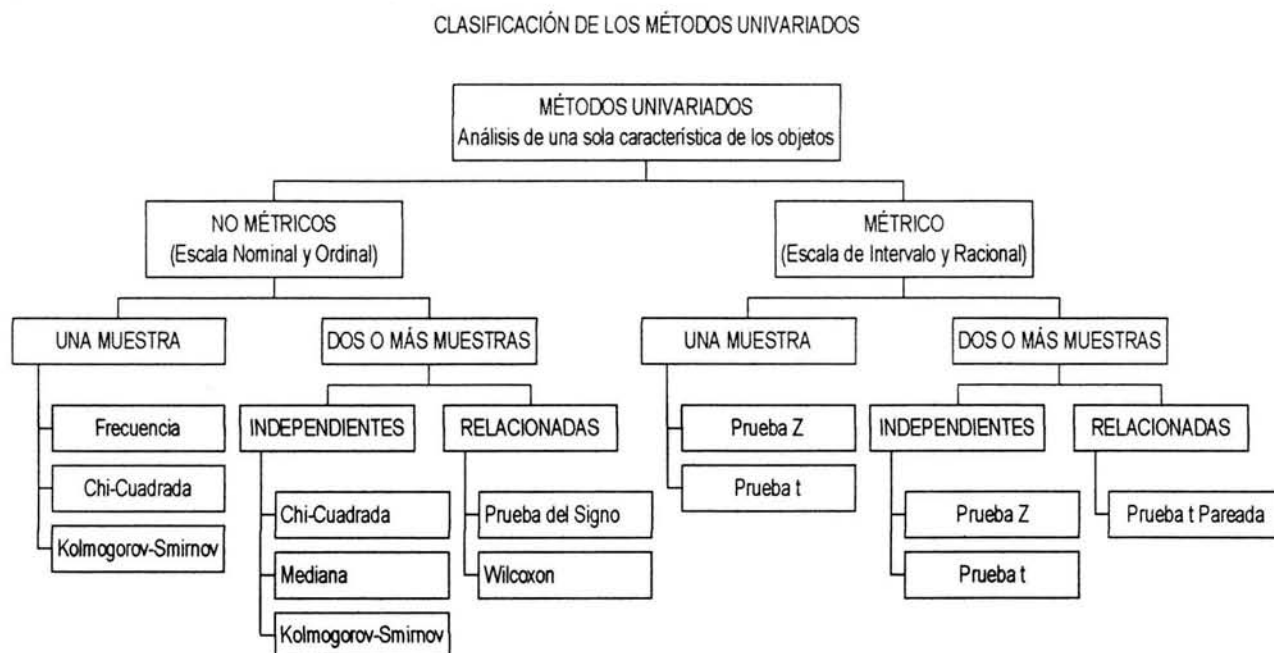 CLASIFICACIÓN DE LOS MÉTODOS UNIVARIADOS
MÉTODOS UNIVARIADOS
Análisis de una sola característica de los objetos
NO MÉTRICOS
(Escala Nominal y Ordinal)
MÉTRICO
(Escala de Intervalo y Racional)
UNA MUESTRA
DOS O MÁS MUESTRAS
UNA MUESTRA
DOS O MÁS MUESTRAS
Frecuencia
Chi-Cuadrada
Kolmogorov-Smirnov
INDEPENDIENTES
Chi-Cuadrada
Mediana
Kolmogorov-Smirnov
RELACIONADAS
Prueba del Signo
Wilcoxon
Prueba Z
Prueba t
INDEPENDIENTES
Prueba Z
Prueba t
RELACIONADAS
Prueba t Pareada